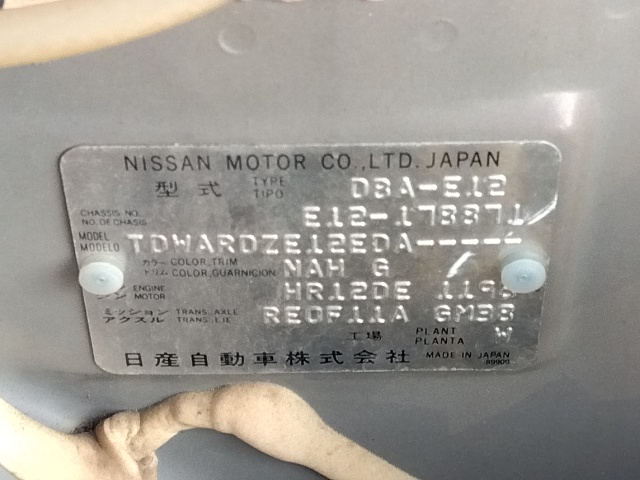 NISSAN MOTOR CO.,LTD. JAPAN
型式 TYPE TIPO DBA-E12
CHASSIS NO. NO. DE CHASIS E12-178871
MODEL MODELO TDWARDZE12EDA-----
カラー トリム COLOR,TRIM COLOR,GUARNICION NAH G
ENGINE MOTOR HR12DE 1198
ミッション アクスル TRANS.,AXLE TRANS.,EJE RE0F11A GM38
工場 PLANT PLANTA W
日産自動車株式会社 MADE IN JAPAN